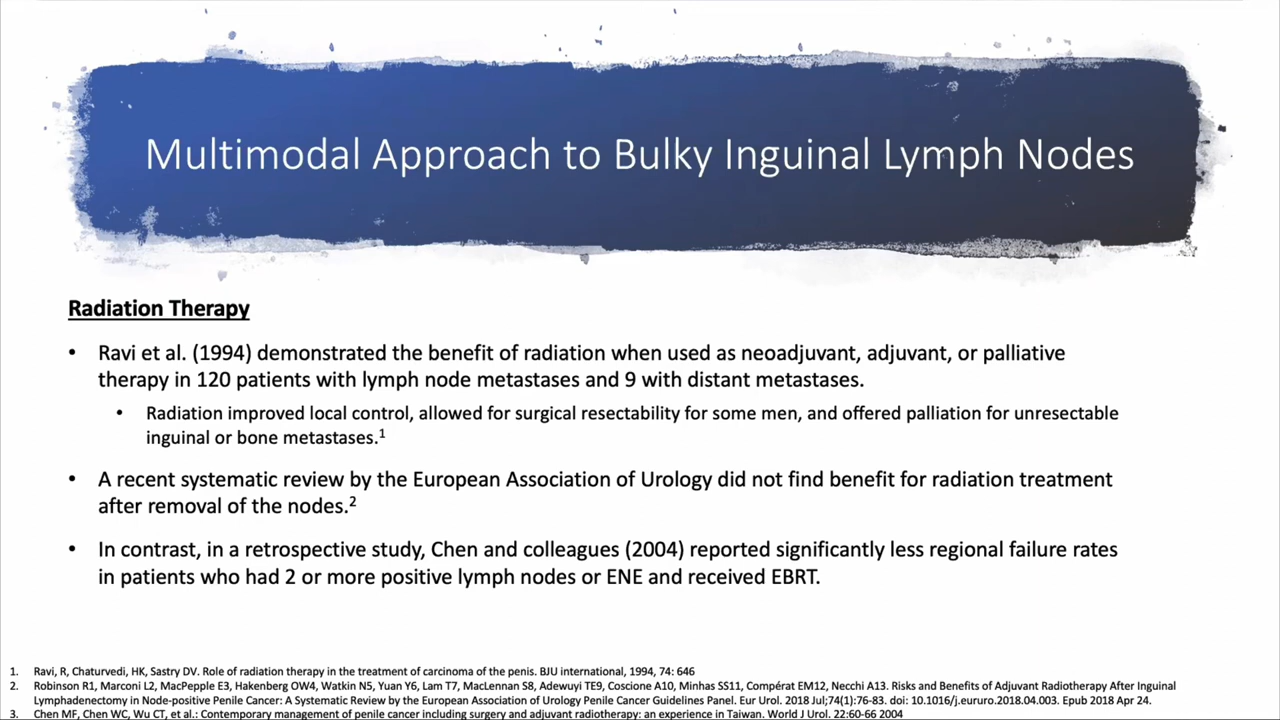 Multimodal Approach to Bulky Inguinal Lymph Nodes
Radiation Therapy
• Ravi et al. (1994) demonstrated the benefit of radiation when used as neoadjuvant, adjuvant, or palliative
therapy in 120 patients with lymph node metastases and 9 with distant metastases.
• Radiation improved local control, allowed for surgical resectability for some men, and offered palliation for unresectable
inguinal or bone metastases.1
• A recent systematic review by the European Association of Urology did not find benefit for radiation treatment
after removal of the nodes.2
• In contrast, in a retrospective study, Chen and colleagues (2004) reported significantly less regional failure rates
in patients who had 2 or more positive lymph nodes or ENE and received EBRT.
1. Ravi, R, Chaturvedi, HK, Sastry DV. Role of radiation therapy in the treatment of carcinoma of the penis. BJU international, 1994, 74: 646
2. Robinson R1, Marconi L2, MacPepple E3, Hakenberg OW4, Watkin N5, Yuan Y6, Lam T7, MacLennan S8, Adewuyi TE9, Coscione A10, Minhas SS11, Compérat EM12, Necchi A13. Risks and Benefits of Adjuvant Radiotherapy After Inguinal
Lymphadenectomy in Node-positive Penile Cancer: A Systematic Review by the European Association of Urology Penile Cancer Guidelines Panel. Eur Urol. 2018 Jul;74(1):76-83. doi: 10.1016/j.eururo.2018.04.003. Epub 2018 Apr 24.
3. Chen MF, Chen WC, Wu CT, et al.: Contemporary management of penile cancer including surgery and adjuvant radiotherapy: an experience in Taiwan. World J Urol. 22:60-66 2004